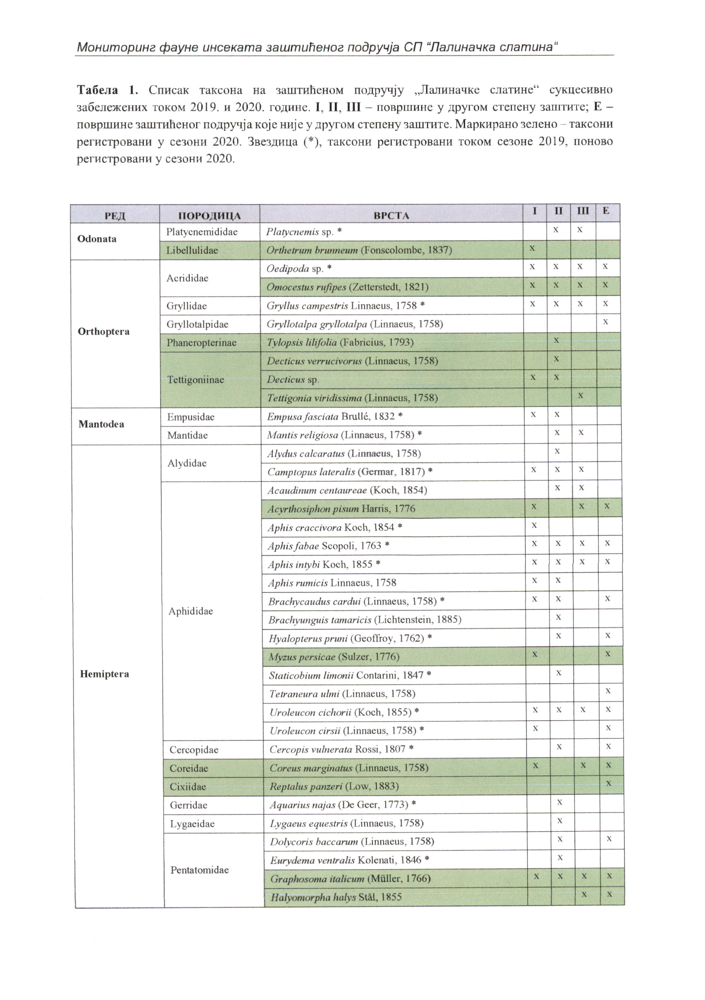 Мониторинг фауне инсеката заштићеног подручја СП “Лалиначка слатина“
Табела 1. Списак таксона на заштићеном подручју „Лалиначке слатине“ сукцесивно
забележених током 2019. и 2020. године. I, II, III – површине у другом степену заштите; Е –
површине заштићеног подручја које није у другом степену заштите. Маркирано зелено – таксони
регистровани у сезони 2020. Звездица (*), таксони регистровани током сезоне 2019, поново
регистровани у сезони 2020.
РЕД ПОРОДИЦА ВРСТА I II III E
Odonata
Platycnemididae Platycnemis sp. * x x
Libellulidae Orthetrum brunneum (Fonscolombe, 1837) x
Orthoptera
Acrididae
Oedipoda sp. * x x x x
Omocestus rufipes (Zetterstedt, 1821) x x x x
Gryllidae Gryllus campestris Linnaeus, 1758 * x x x x
Gryllotalpidae Gryllotalpa gryllotalpa (Linnaeus, 1758) x
Phaneropterinae Tylopsis lilifolia (Fabricius, 1793) x
Tettigoniinae
Decticus verrucivorus (Linnaeus, 1758) x
Decticus sp. x x
Tettigonia viridissima (Linnaeus, 1758) x
Mantodea
Empusidae Empusa fasciata Brullé, 1832 * x x
Mantidae Mantis religiosa (Linnaeus, 1758) * x x
Hemiptera
Alydidae
Alydus calcaratus (Linnaeus, 1758) x
Camptopus lateralis (Germar, 1817) * x x x
Aphididae
Acaudinum centaureae (Koch, 1854) x x
Acyrthosiphon pisum Harris, 1776 x x x
Aphis craccivora Koch, 1854 * x
Aphis fabae Scopoli, 1763 * x x x x
Aphis intybi Koch, 1855 * x x x x
Aphis rumicis Linnaeus, 1758 x x
Brachycaudus cardui (Linnaeus, 1758) * x x x
Brachyunguis tamaricis (Lichtenstein, 1885) x
Hyalopterus pruni (Geoffroy, 1762) * x x
Myzus persicae (Sulzer, 1776) x x
Staticobium limonii Contarini, 1847 * x
Tetraneura ulmi (Linnaeus, 1758) x
Uroleucon cichorii (Koch, 1855) * x x x x
Uroleucon cirsii (Linnaeus, 1758) * x x
Cercopidae Cercopis vulnerata Rossi, 1807 * x x
Coreidae Coreus marginatus (Linnaeus, 1758) x x x
Cixiidae Reptalus panzeri (Low, 1883) x
Gerridae Aquarius najas (De Geer, 1773) * x
Lygaeidae Lygaeus equestris (Linnaeus, 1758) x
Pentatomidae
Dolycoris baccarum (Linnaeus, 1758) x x
Eurydema ventralis Kolenati, 1846 * x
Graphosoma italicum (Müller, 1766) x x x x
Halyomorpha halys Stål, 1855 x x